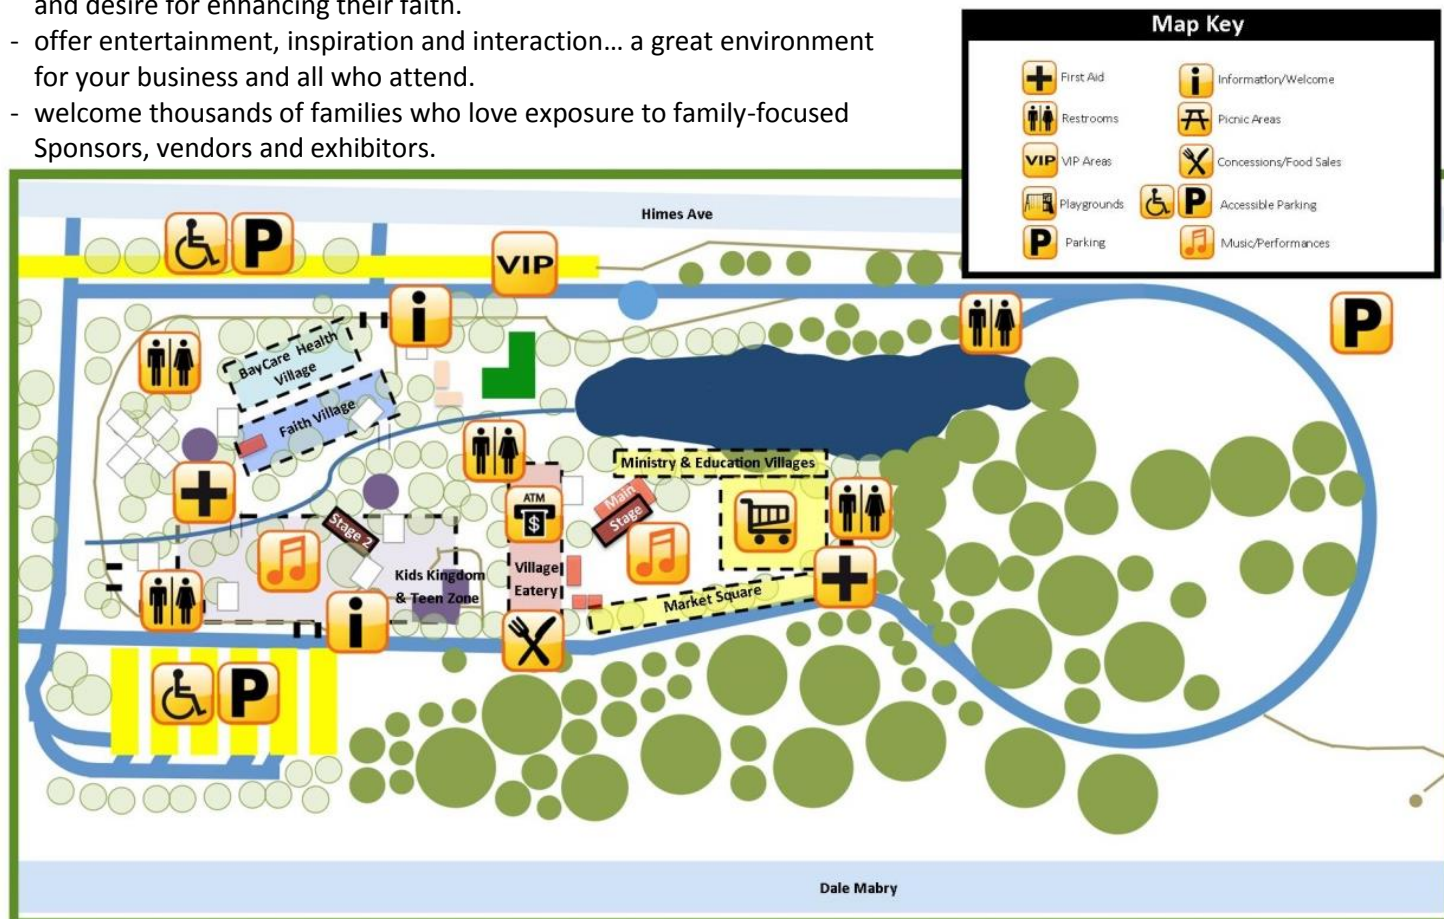 and desire for enhancing their faith.
- offer entertainment, inspiration and interaction… a great environment
for your business and all who attend.
- welcome thousands of families who love exposure to family-focused
Sponsors, vendors and exhibitors.
Map Key
First Aid
Information/Welcome
Restrooms
Picnic Areas
VIP VIP Areas
Concessions/Food Sales
Playgrounds
P Accessible Parking
P Parking
Music/Performances
Himes Ave
P
VIP
P
BayCare Health
Village
Faith Village
Ministry & Education Villages
ATM
$
Main
Stage
Stage 2
Kids Kingdom
& Teen Zone
Village
Eatery
Market Square
P
Dale Mabry